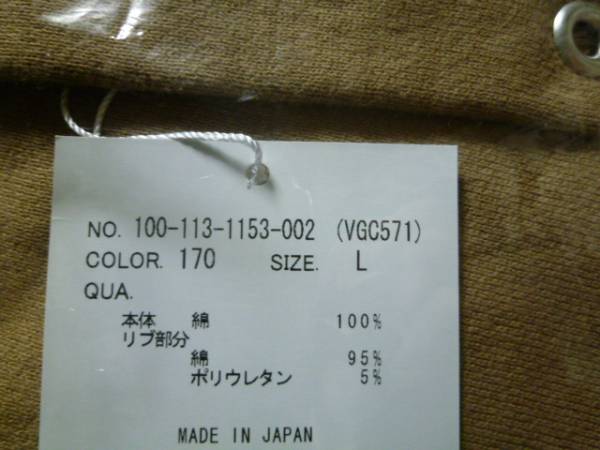 NO. 100-113-1153-002 (VGC571)
COLOR. 170 SIZE. L
QUA.
本体 綿 100%
リブ部分
綿 95%
ポリウレタン 5%
MADE IN JAPAN